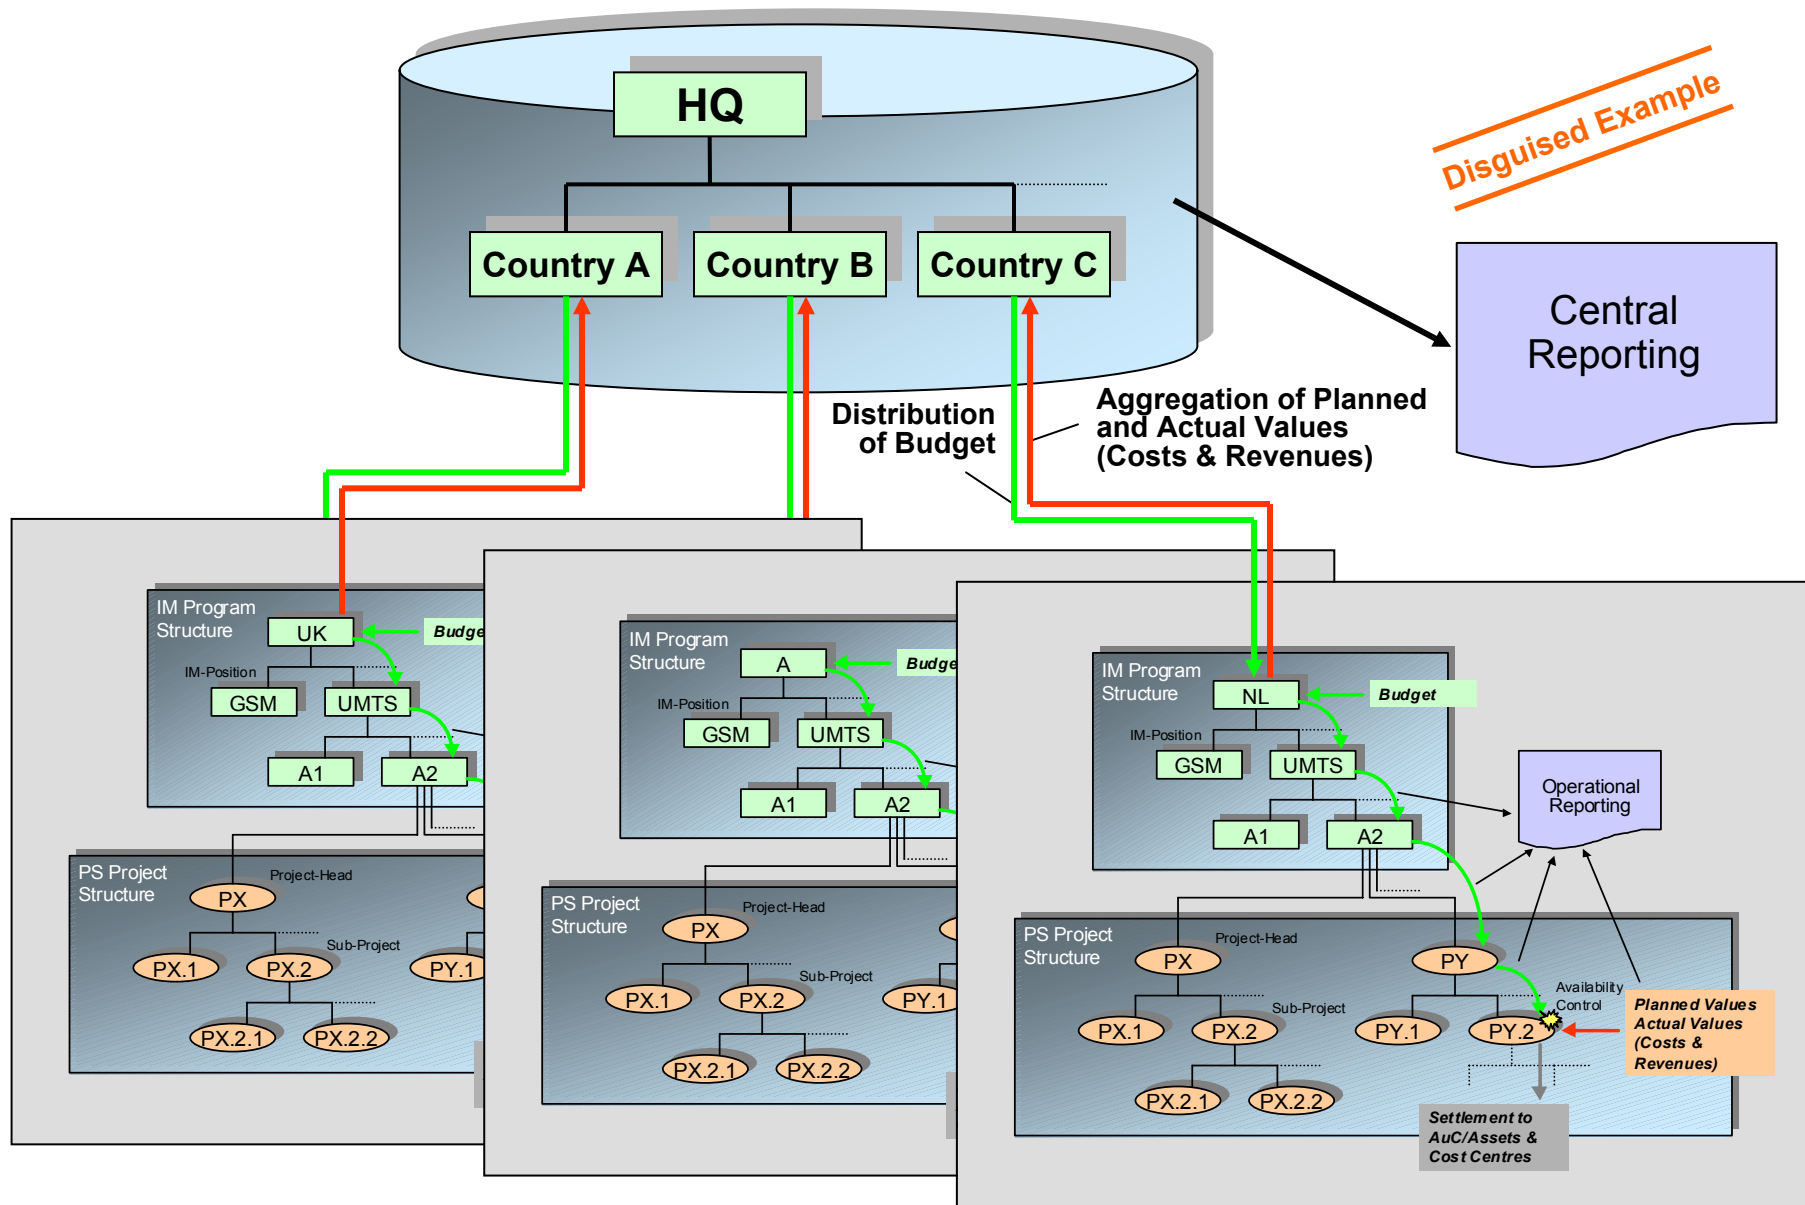 HQ
Disguised Example
Country A
Country B
Country C
Central
Reporting
Distribution
of Budget
Aggregation of Planned
and Actual Values
(Costs & Revenues)
IM Program
Structure
UK
IM-Position
GSM
UMTS
A1
A2
PS Project
Structure
Project-Head
PX
Sub-Project
PX.1
PX.2
PY.1
PX.2.1
PX.2.2
IM Program
Structure
A
IM-Position
GSM
UMTS
A1
A2
PS Project
Structure
Project-Head
PX
Sub-Project
PX.1
PX.2
PY.1
PX.2.1
PX.2.2
IM Program
Structure
NL
Budget
IM-Position
GSM
UMTS
A1
A2
Operational
Reporting
PS Project
Structure
Project-Head
PX
PY
Sub-Project
Availability
Control
PX.1
PX.2
PY.1
PY.2
PX.2.1
PX.2.2
Planned Values
Actual Values
(Costs &
Revenues)
Settlement to
AuC/Assets &
Cost Centres